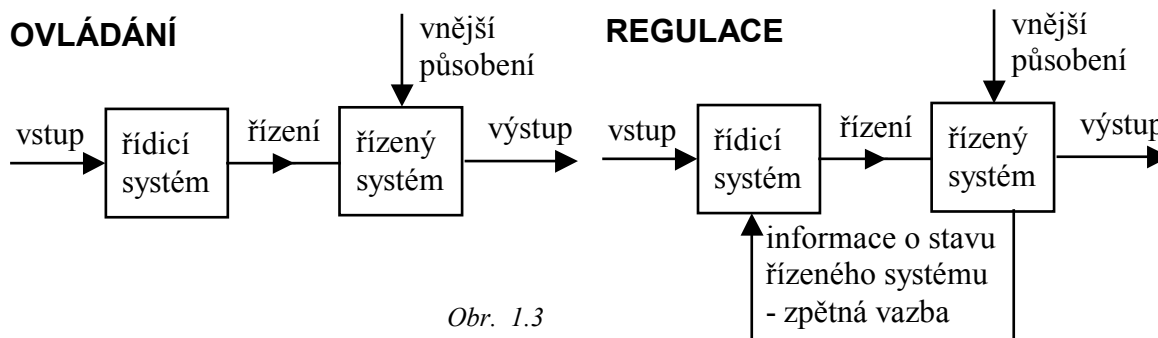 OVLÁDÁNÍ
vnější
působení
vstup
řídicí
systém
řízení
řízený
systém
výstup
REGULACE
vnější
působení
vstup
řídicí
systém
řízení
řízený
systém
výstup
informace o stavu
řízeného systému
- zpětná vazba
Obr. 1.3